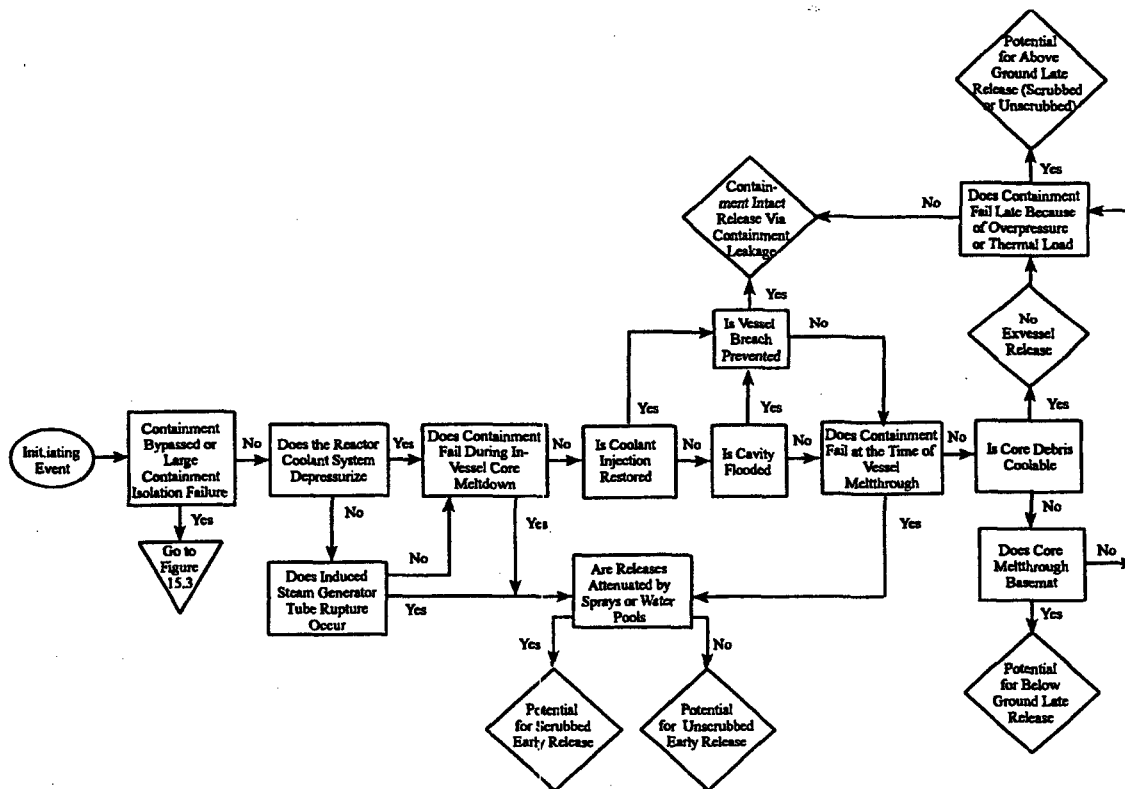 Potential
for Above
Ground Late
Release (Scrubbed
or Unscrubbed)
Yes
Contain-
ment Intact
Release Via
Containment
Leakage
No
Does Containment
Fail Late Because
of Overpressure
or Thermal Load
Yes
Is Vessel
Breach
Prevented
No
No
Exvessel
Release
Yes
Yes
Yes
Initiating
Event
Containment
Bypassed or
Large
Containment
Isolation Failure
No
Does the Reactor
Coolant System
Depressurize
Yes
Does Containment
Fail During In-
Vessel Core
Meltdown
No
Is Coolant
Injection
Restored
No
Is Cavity
Flooded
No
Does Containment
Fail at the Time of
Vessel
Meltthrough
No
Is Core Debris
Coolable
Yes
No
Yes
Yes
No
Go to
Figure
15.3
Does Induced
Steam Generator
Tube Rupture
Occur
No
Yes
Are Releases
Attenuated by
Sprays or Water
Pools
Does Core
Meltthrough
Basemat
No
Yes
No
Yes
Potential
for Scrubbed
Early Release
Potential
for Unscrubbed
Early Release
Potential
for Below
Ground Late
Release